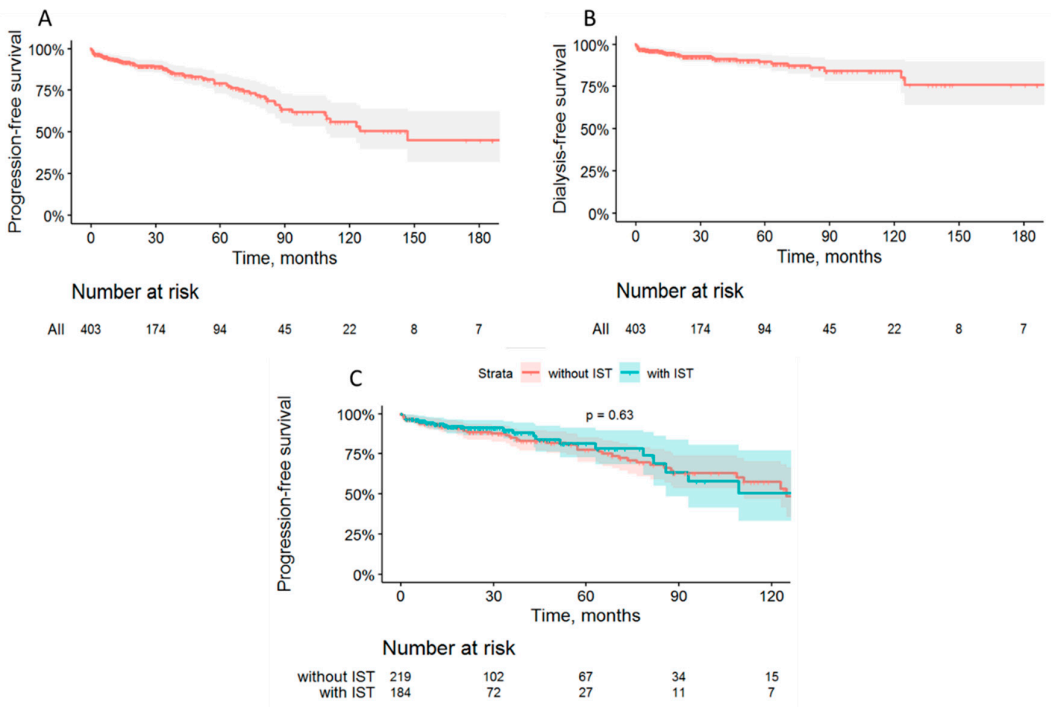 A
Progression-free survival
100%
75%
50%
25%
0%
0 30 60 90 120 150 180
Time, months
Number at risk
All 403 174 94 45 22 8 7
B
Dialysis-free survival
100%
75%
50%
25%
0%
0 30 60 90 120 150 180
Time, months
Number at risk
All 403 174 94 45 22 8 7
C
Strata without IST with IST
Progression-free survival
100%
75%
50%
25%
0%
p = 0.63
0 30 60 90 120
Time, months
Number at risk
without IST 219 102 67 34 15
with IST 184 72 27 11 7